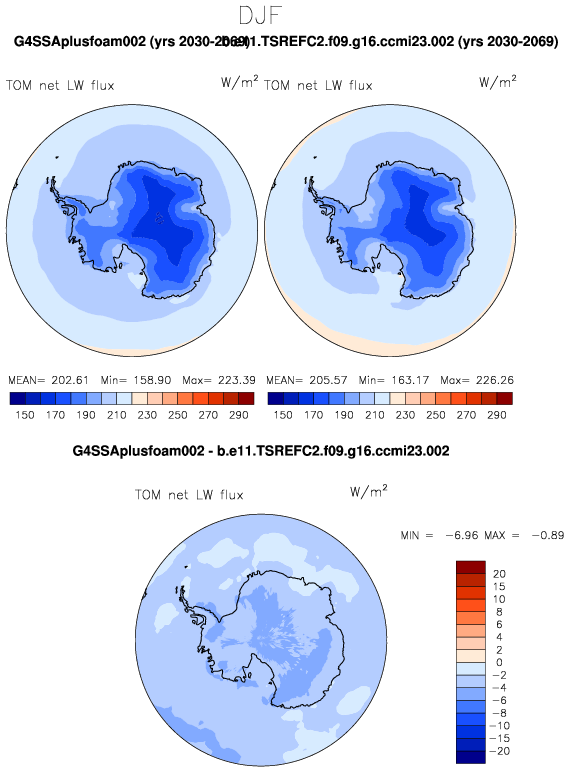 DJF
G4SSAplusfoam002 (yrs 2030-2069) b.e11.TSREFC2.f09.g16.ccmi23.002 (yrs 2030-2069)
TOM net LW flux W/m² TOM net LW flux W/m²
MEAN= 202.61 Min= 158.90 Max= 223.39 MEAN= 205.57 Min= 163.17 Max= 226.26
150 170 190 210 230 250 270 290 150 170 190 210 230 250 270 290
G4SSAplusfoam002 - b.e11.TSREFC2.f09.g16.ccmi23.002
TOM net LW flux W/m²
MIN = -6.96 MAX = -0.89
20
15
10
8
6
4
2
0
-2
-4
-6
-8
-10
-15
-20